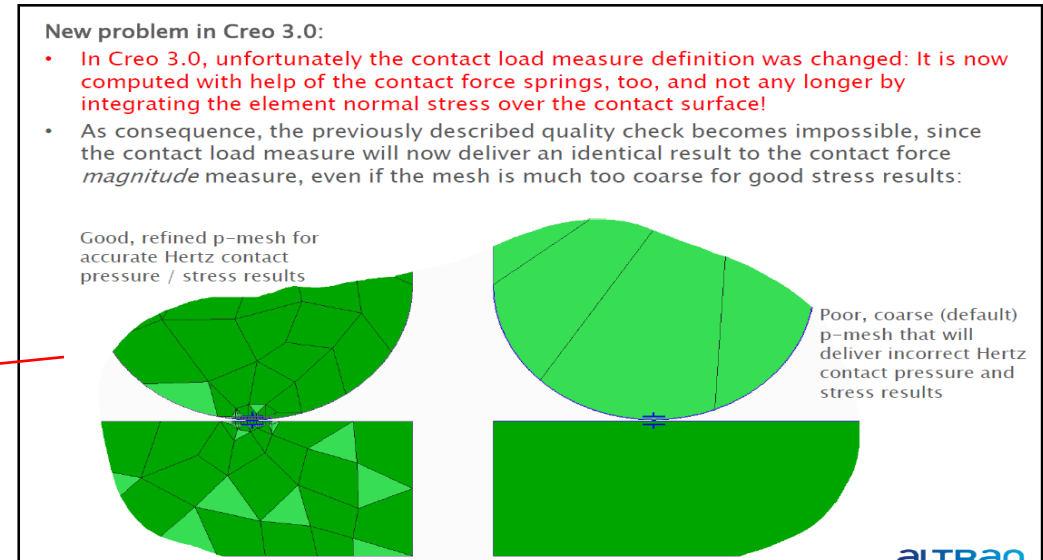 New problem in Creo 3.0:
• In Creo 3.0, unfortunately the contact load measure definition was changed: It is now
computed with help of the contact force springs, too, and not any longer by
integrating the element normal stress over the contact surface!
• As consequence, the previously described quality check becomes impossible, since
the contact load measure will now deliver an identical result to the contact force
magnitude measure, even if the mesh is much too coarse for good stress results:
Good, refined p-mesh for
accurate Hertz contact
pressure / stress results
Poor, coarse (default)
p-mesh that will
deliver incorrect Hertz
contact pressure and
stress results